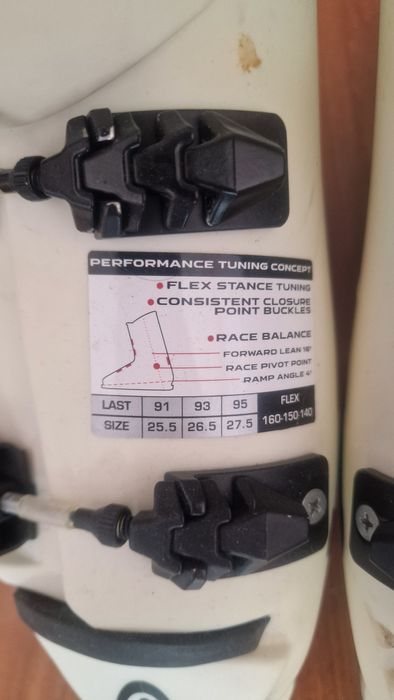 PERFORMANCE TUNING CONCEPT
• FLEX STANCE TUNING
• CONSISTENT CLOSURE
POINT BUCKLES
• RACE BALANCE
FORWARD LEAN 16°
RACE PIVOT POINT
RAMP ANGLE 4°
LAST 91 93 95 FLEX
SIZE 25.5 26.5 27.5 160-150-140